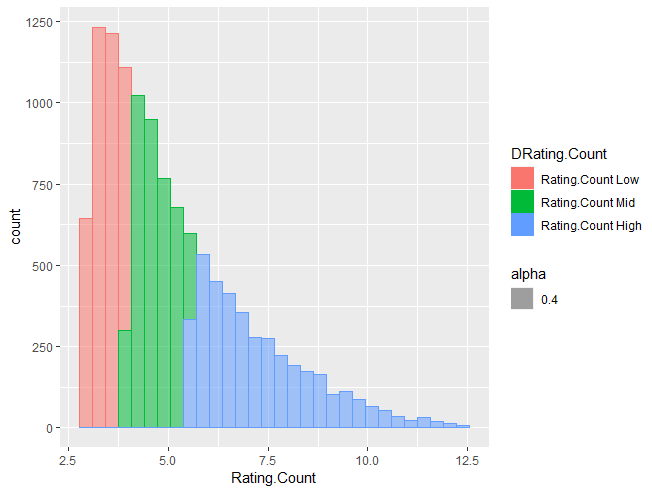 1250
1000
750
500
250
0
count
2.5 5.0 7.5 10.0 12.5
Rating.Count
DRating.Count
Rating.Count Low
Rating.Count Mid
Rating.Count High
alpha
0.4